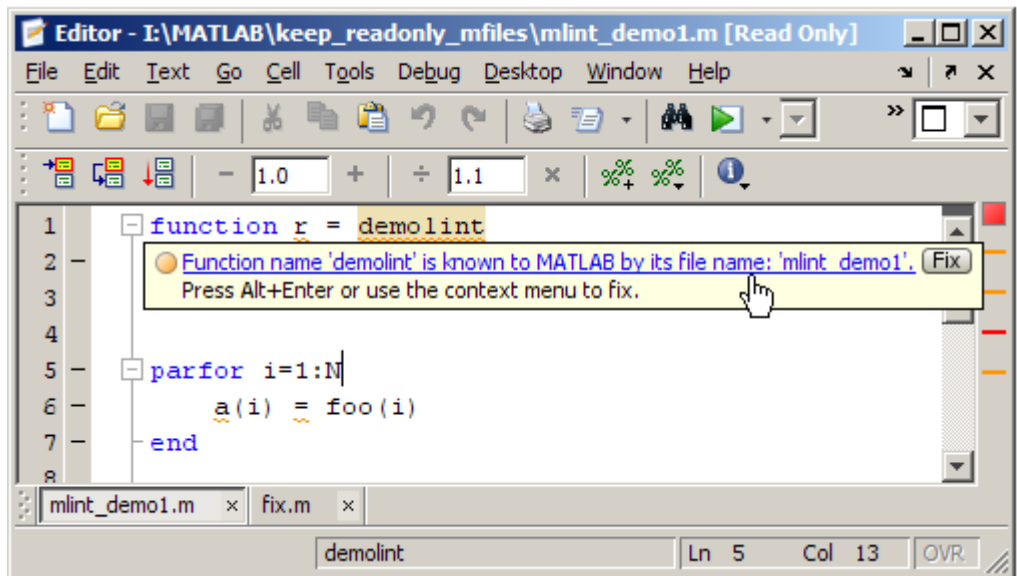 Editor - I:\MATLAB\keep_readonly_mfiles\mlint_demo1.m [Read Only]
File Edit Text Go Cell Tools Debug Desktop Window Help
1.0 1.1
1 function r = demolint
2 Function name 'demolint' is known to MATLAB by its file name: 'mlint_demo1'. Fix
3 Press Alt+Enter or use the context menu to fix.
4
5 parfor i=1:N
6 a(i) = foo(i)
7 end
8
mlint_demo1.m fix.m
demolint Ln 5 Col 13 OVR